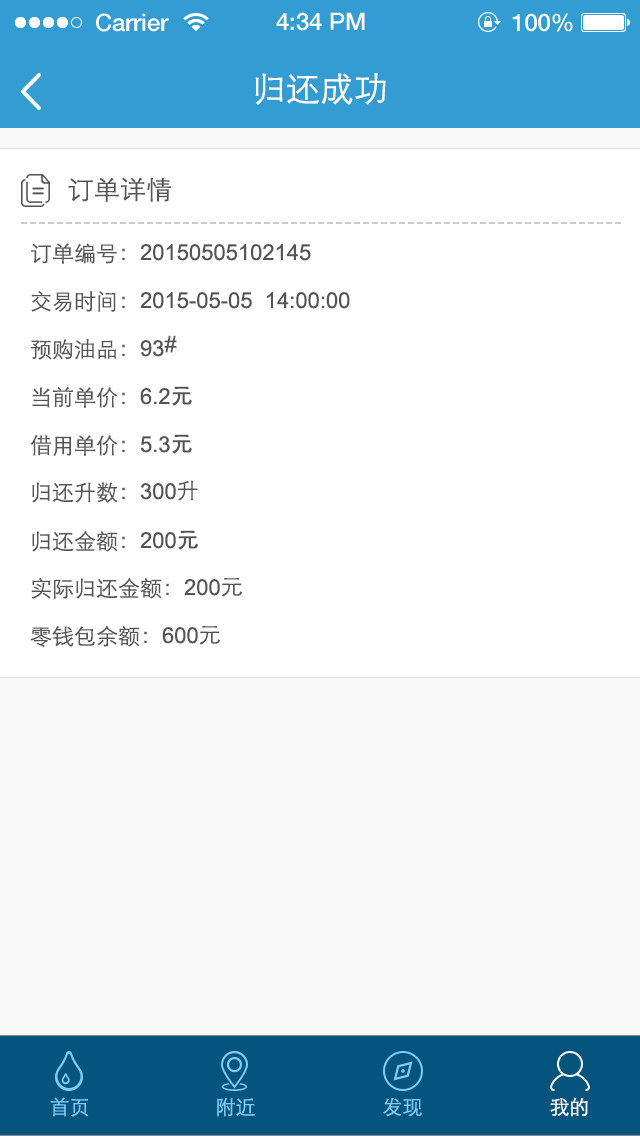 Carrier 4:34 PM 100%
归还成功
订单详情
订单编号：20150505102145
交易时间：2015-05-05 14:00:00
预购油品：93#
当前单价：6.2元
借用单价：5.3元
归还升数：300升
归还金额：200元
实际归还金额：200元
零钱包余额：600元
首页 附近 发现 我的